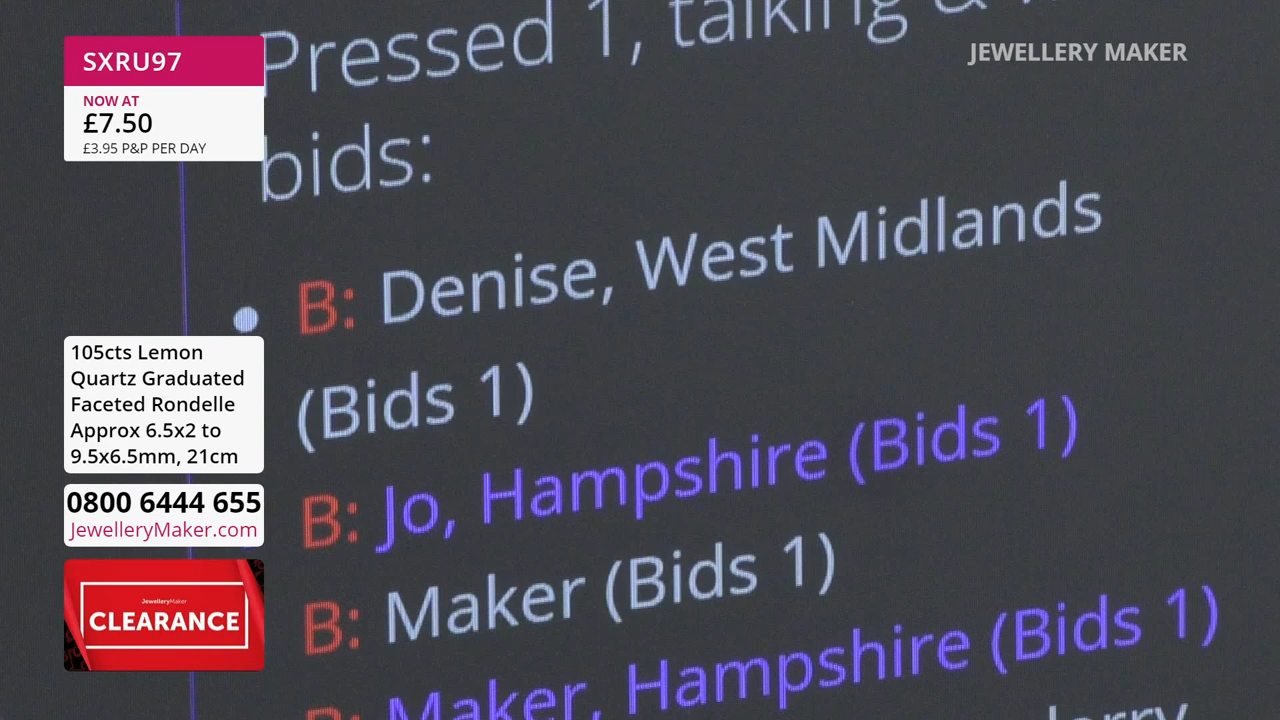 SXRU97
NOW AT
£7.50
£3.95 P&P PER DAY
JEWELLERY MAKER
Pressed 1, talking &
bids:
B: Denise, West Midlands
(Bids 1)
B: Jo, Hampshire (Bids 1)
B: Maker (Bids 1)
B: Maker, Hampshire (Bids 1)
105cts Lemon
Quartz Graduated
Faceted Rondelle
Approx 6.5x2 to
9.5x6.5mm, 21cm
0800 6444 655
JewelleryMaker.com
JewelleryMaker
CLEARANCE